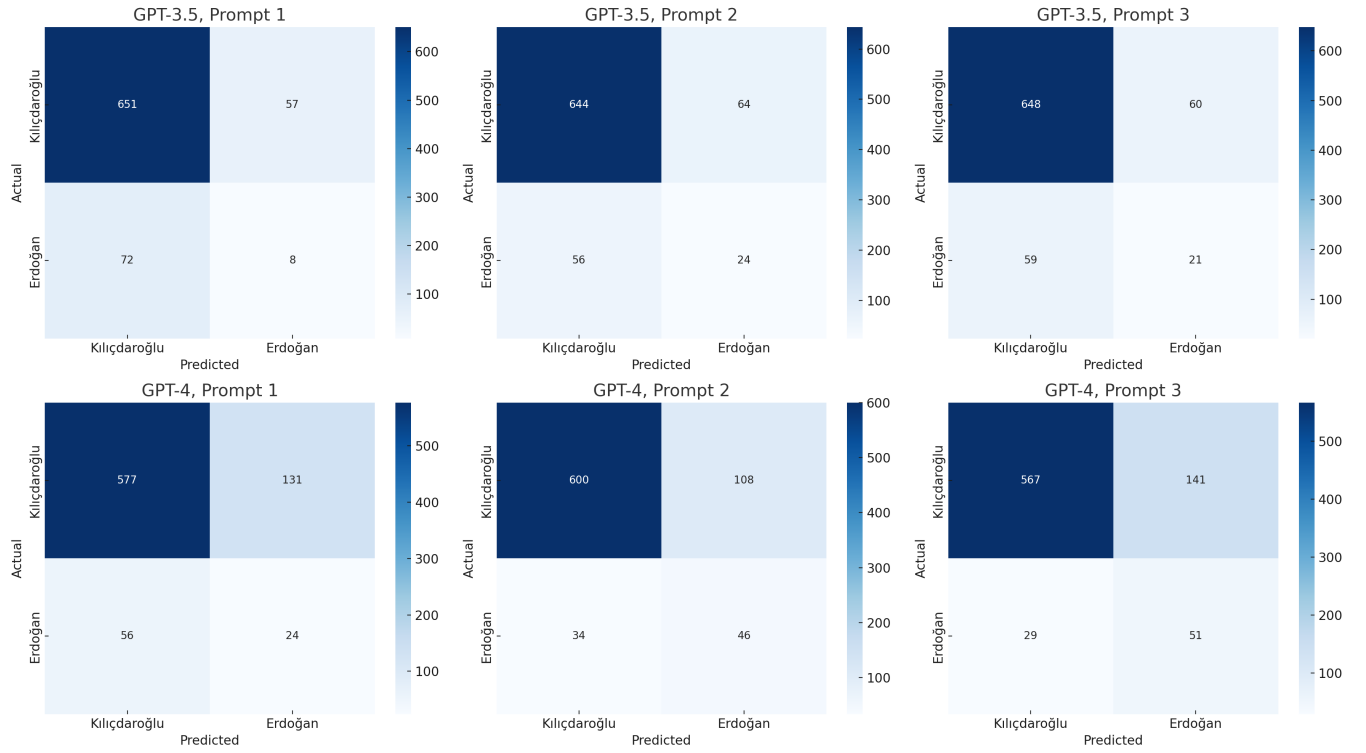 GPT-3.5, Prompt 1
Kılıçdaroğlu
Erdoğan
Actual
651
57
72
8
Kılıçdaroğlu
Erdoğan
Predicted
600
500
400
300
200
100
GPT-3.5, Prompt 2
Kılıçdaroğlu
Erdoğan
Actual
644
64
56
24
Kılıçdaroğlu
Erdoğan
Predicted
600
500
400
300
200
100
GPT-3.5, Prompt 3
Kılıçdaroğlu
Erdoğan
Actual
648
60
59
21
Kılıçdaroğlu
Erdoğan
Predicted
600
500
400
300
200
100
GPT-4, Prompt 1
Kılıçdaroğlu
Erdoğan
Actual
577
131
56
24
Kılıçdaroğlu
Erdoğan
Predicted
500
400
300
200
100
GPT-4, Prompt 2
Kılıçdaroğlu
Erdoğan
Actual
600
108
34
46
Kılıçdaroğlu
Erdoğan
Predicted
600
500
400
300
200
100
GPT-4, Prompt 3
Kılıçdaroğlu
Erdoğan
Actual
567
141
29
51
Kılıçdaroğlu
Erdoğan
Predicted
500
400
300
200
100